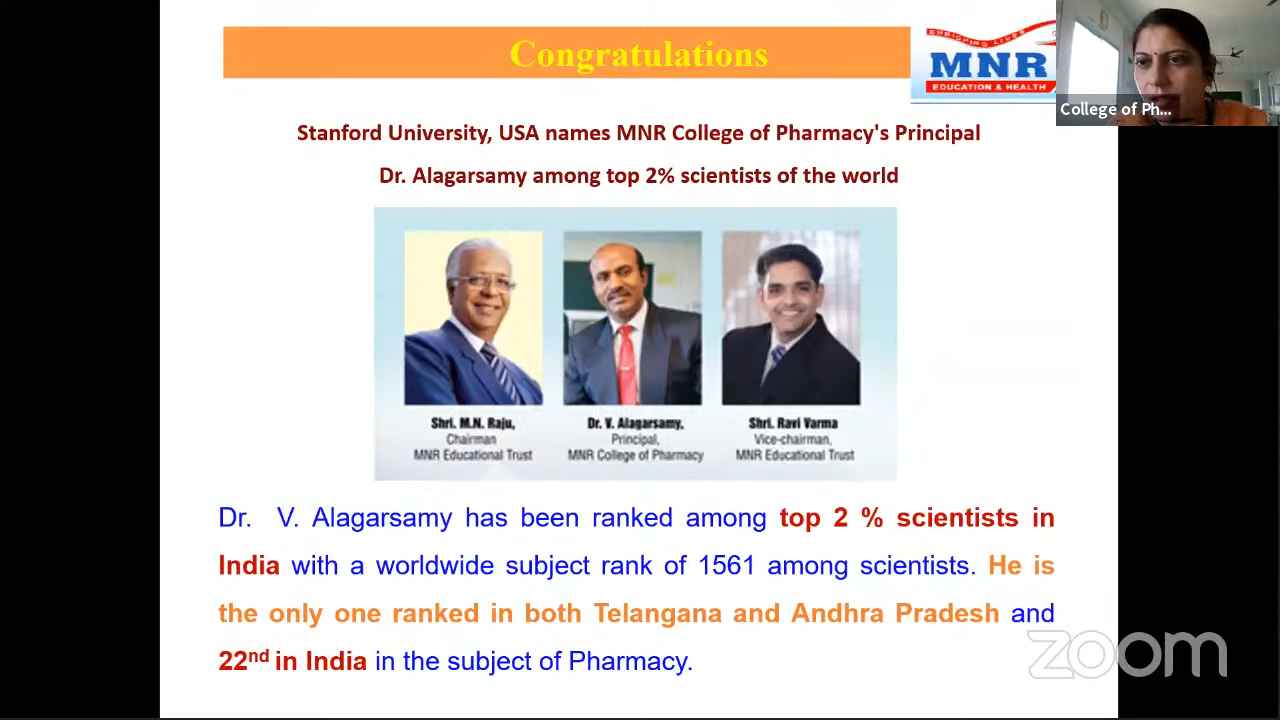 Congratulations
ENRICHING LIVES
MNR
EDUCATION & HEALTH
College of Ph...
Stanford University, USA names MNR College of Pharmacy's Principal
Dr. Alagarsamy among top 2% scientists of the world
Shri. M.N. Raju,
Chairman
MNR Educational Trust
Dr. V. Alagarsamy,
Principal,
MNR College of Pharmacy
Shri. Ravi Varma
Vice-chairman,
MNR Educational Trust
Dr. V. Alagarsamy has been ranked among top 2 % scientists in
India with a worldwide subject rank of 1561 among scientists. He is
the only one ranked in both Telangana and Andhra Pradesh and
22nd in India in the subject of Pharmacy.
zoom